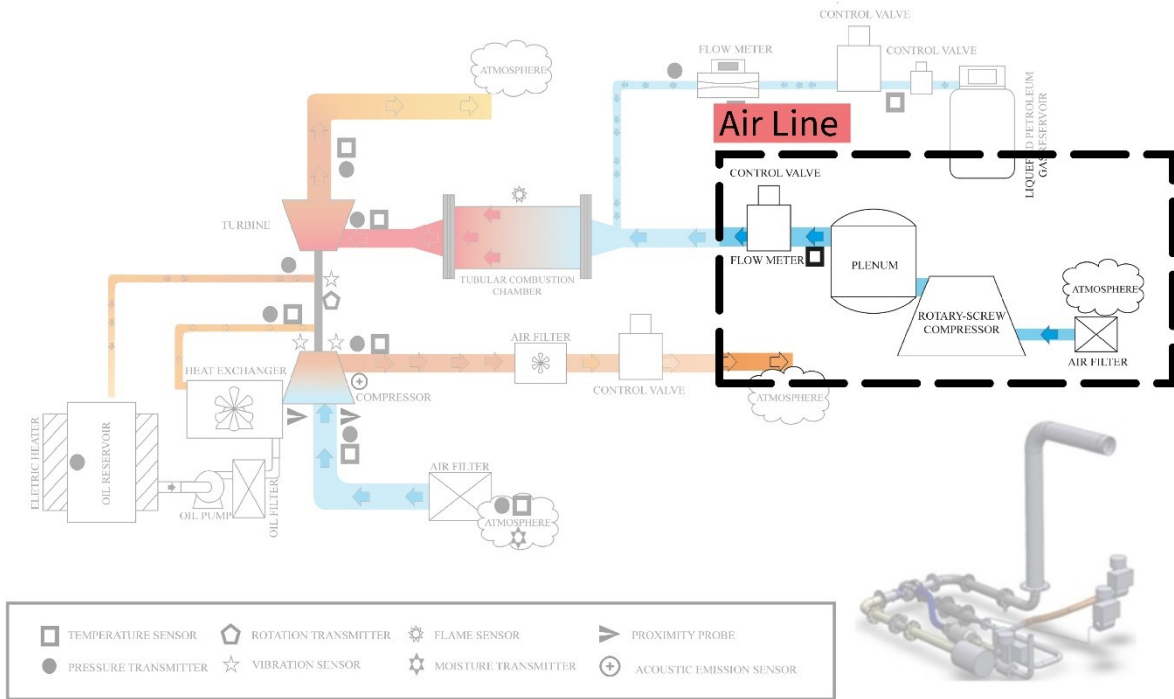 CONTROL VALVE
FLOW METER
CONTROL VALVE
ATMOSPHERE
Air Line
LIQUEFIED PETROLEUM
GAS RESERVOIR
CONTROL VALVE
TURBINE
TUBULAR COMBUSTION
CHAMBER
FLOW METER
PLENUM
ATMOSPHERE
ROTARY-SCREW
COMPRESSOR
AIR FILTER
AIR FILTER
HEAT EXCHANGER
CONTROL VALVE
COMPRESSOR
ATMOSPHERE
ELETRIC HEATER
OIL RESERVOIR
AIR FILTER
OIL PUMP
OIL FILTER
ATMOSPHERE
TEMPERATURE SENSOR
ROTATION TRANSMITTER
FLAME SENSOR
PROXIMITY PROBE
PRESSURE TRANSMITTER
VIBRATION SENSOR
MOISTURE TRANSMITTER
ACOUSTIC EMISSION SENSOR